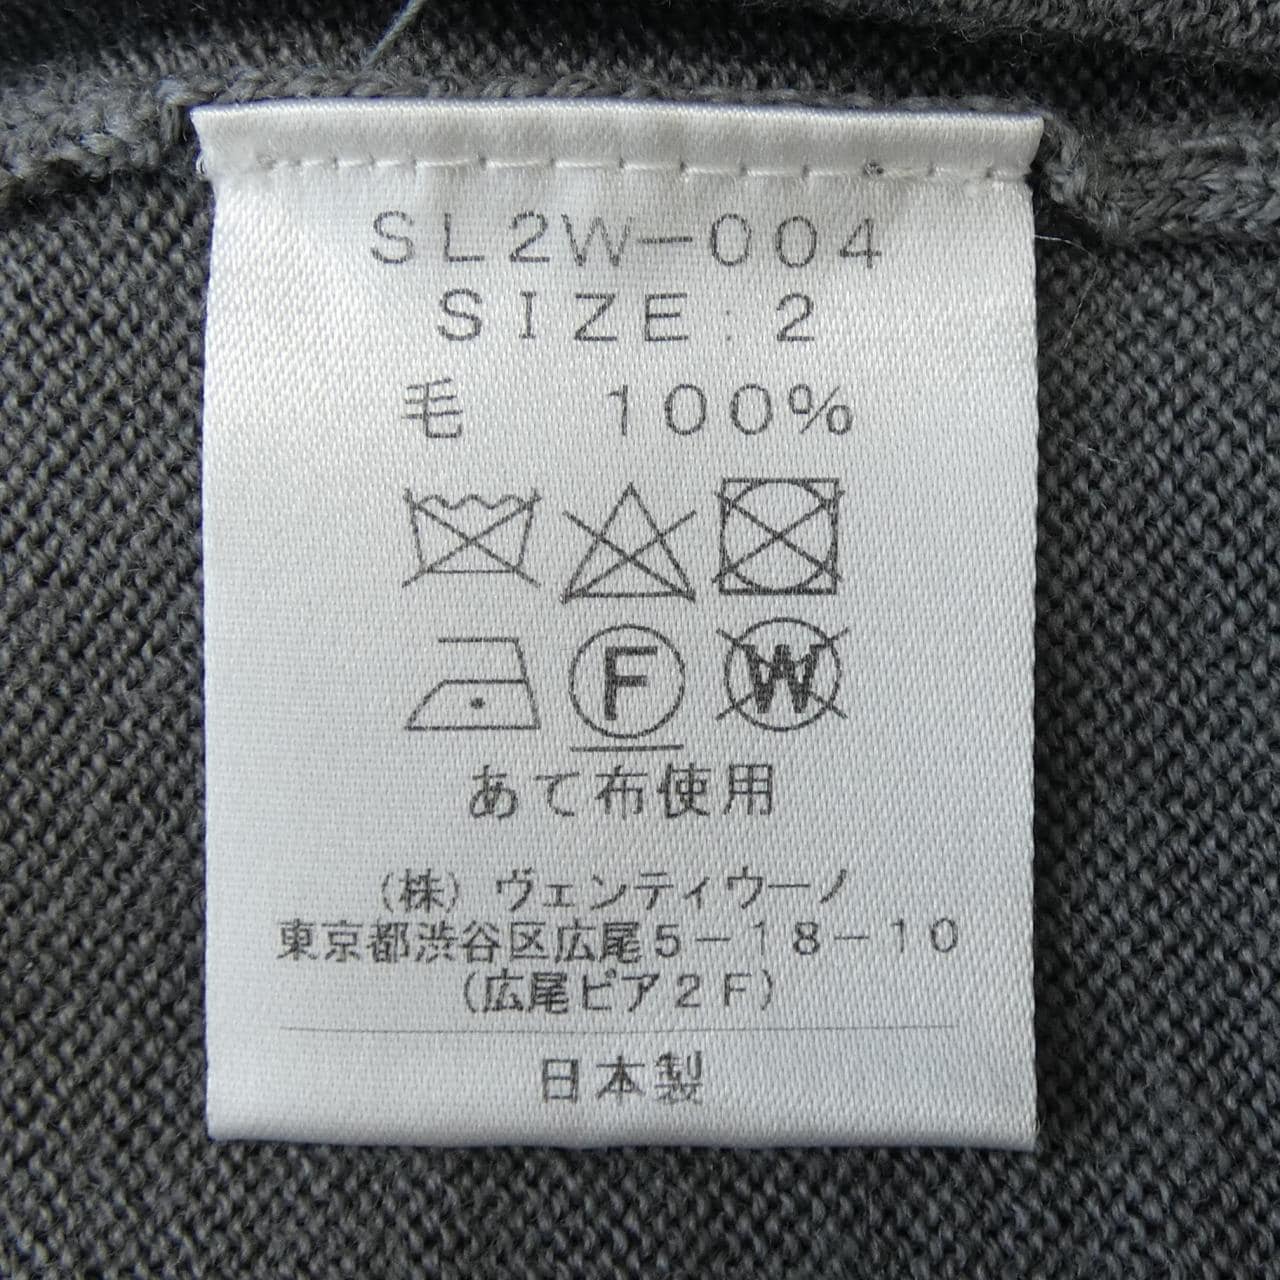 SL2W-004
SIZE:2
毛 100%
F W
あて布使用
(株)ヴェンティウーノ
東京都渋谷区広尾5-18-10
(広尾ピア2F)
日本製